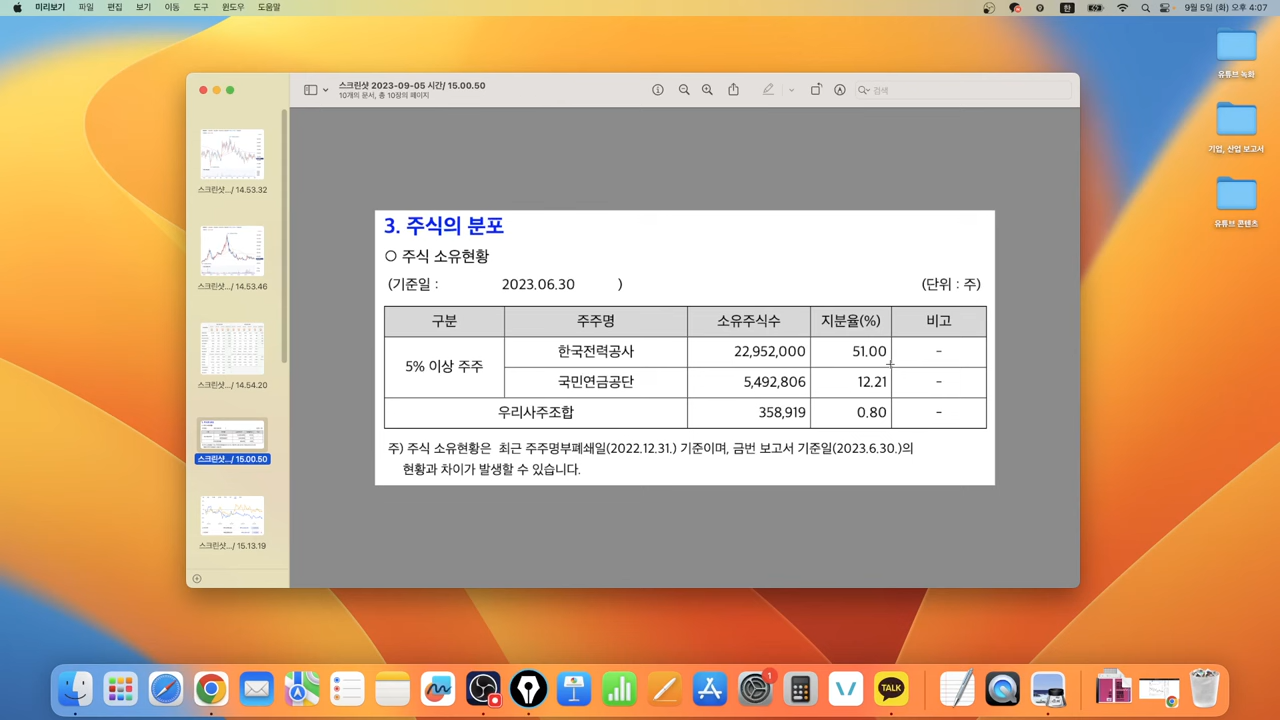 미리보기 파일 편집 보기 이동 도구 윈도우 도움말
한 9월 5일 (화) 오후 4:07
스크린샷 2023-09-05 시간/ 15.00.50
10개의 문서, 총 10장의 페이지
검색
유튜브 녹화
기업, 산업 보고서
유튜브 콘텐츠
스크린샷.../ 14.53.32
스크린샷.../ 14.53.46
스크린샷.../ 14.54.20
스크린샷.../ 15.00.50
스크린샷.../ 15.13.19
3. 주식의 분포
○ 주식 소유현황
(기준일 : 2023.06.30 ) (단위 : 주)
구분 주주명 소유주식수 지분율(%) 비고
5% 이상 주주 한국전력공사 22,952,000 51.00 -
국민연금공단 5,492,806 12.21 -
우리사주조합 358,919 0.80 -
주) 주식 소유현황은 최근 주주명부폐쇄일(2022.12.31.) 기준이며, 금번 보고서 기준일(2023.6.30.)의
현황과 차이가 발생할 수 있습니다.
1
TALK